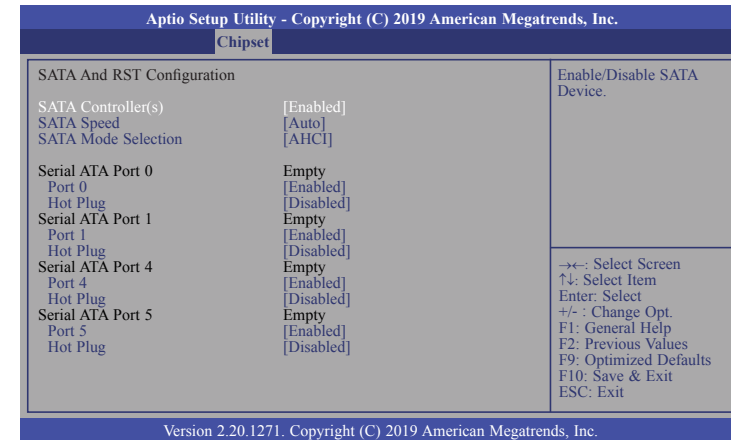 Aptio Setup Utility - Copyright (C) 2019 American Megatrends, Inc.
Chipset
SATA And RST Configuration
SATA Controller(s) [Enabled]
SATA Speed [Auto]
SATA Mode Selection [AHCI]
Serial ATA Port 0 Empty
Port 0 [Enabled]
Hot Plug [Disabled]
Serial ATA Port 1 Empty
Port 1 [Enabled]
Hot Plug [Disabled]
Serial ATA Port 4 Empty
Port 4 [Enabled]
Hot Plug [Disabled]
Serial ATA Port 5 Empty
Port 5 [Enabled]
Hot Plug [Disabled]
Enable/Disable SATA
Device.
→←: Select Screen
↑↓: Select Item
Enter: Select
+/- : Change Opt.
F1: General Help
F2: Previous Values
F9: Optimized Defaults
F10: Save & Exit
ESC: Exit
Version 2.20.1271. Copyright (C) 2019 American Megatrends, Inc.